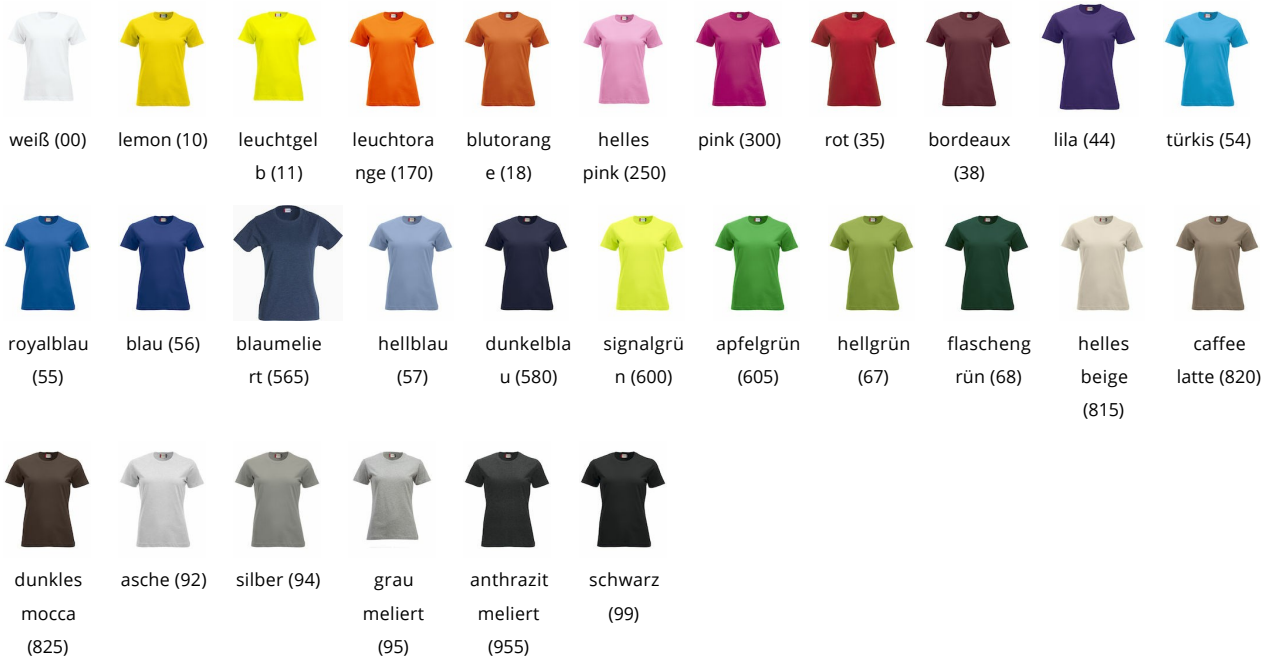 weiß (00)
lemon (10)
leuchtgel
b (11)
leuchtora
nge (170)
blutorang
e (18)
helles
pink (250)
pink (300)
rot (35)
bordeaux
(38)
lila (44)
türkis (54)
royalblau
(55)
blau (56)
blaumelie
rt (565)
hellblau
(57)
dunkelbla
u (580)
signalgrü
n (600)
apfelgrün
(605)
hellgrün
(67)
flascheng
rün (68)
helles
beige
(815)
caffee
latte (820)
dunkles
mocca
(825)
asche (92)
silber (94)
grau
meliert
(95)
anthrazit
meliert
(955)
schwarz
(99)